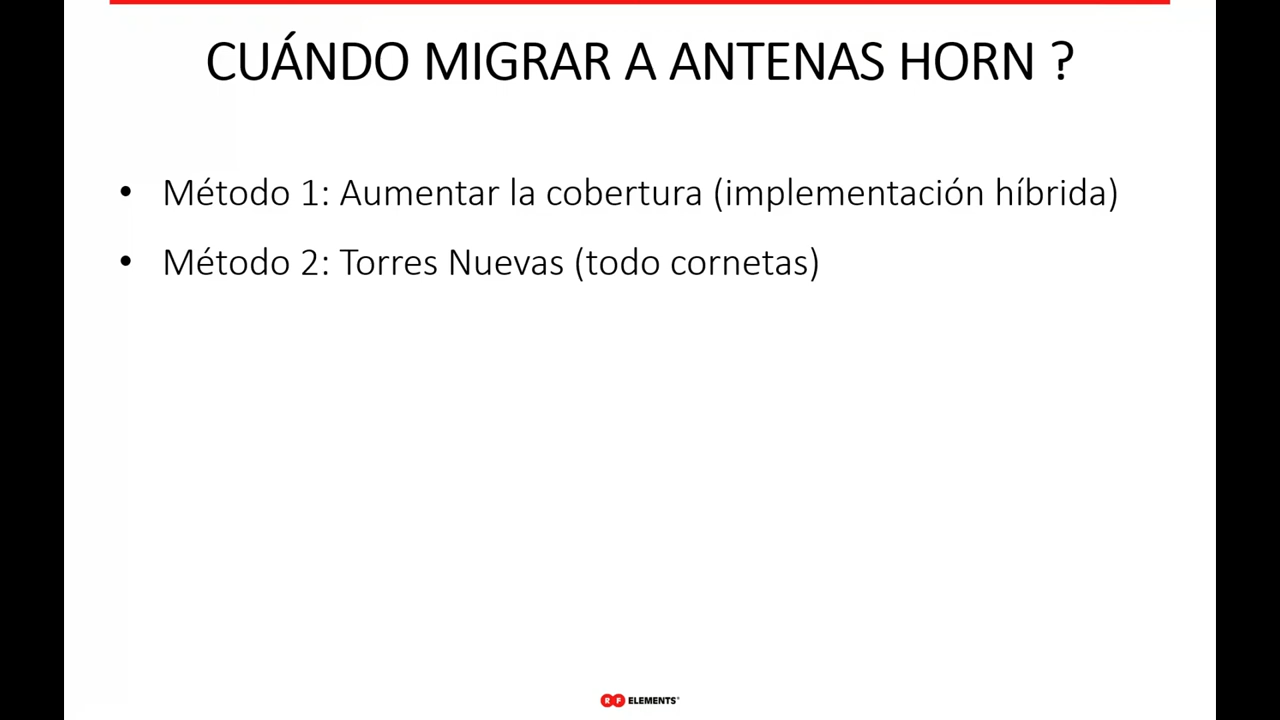 CUÁNDO MIGRAR A ANTENAS HORN ?
• Método 1: Aumentar la cobertura (implementación híbrida)
• Método 2: Torres Nuevas (todo cornetas)
RF ELEMENTS®